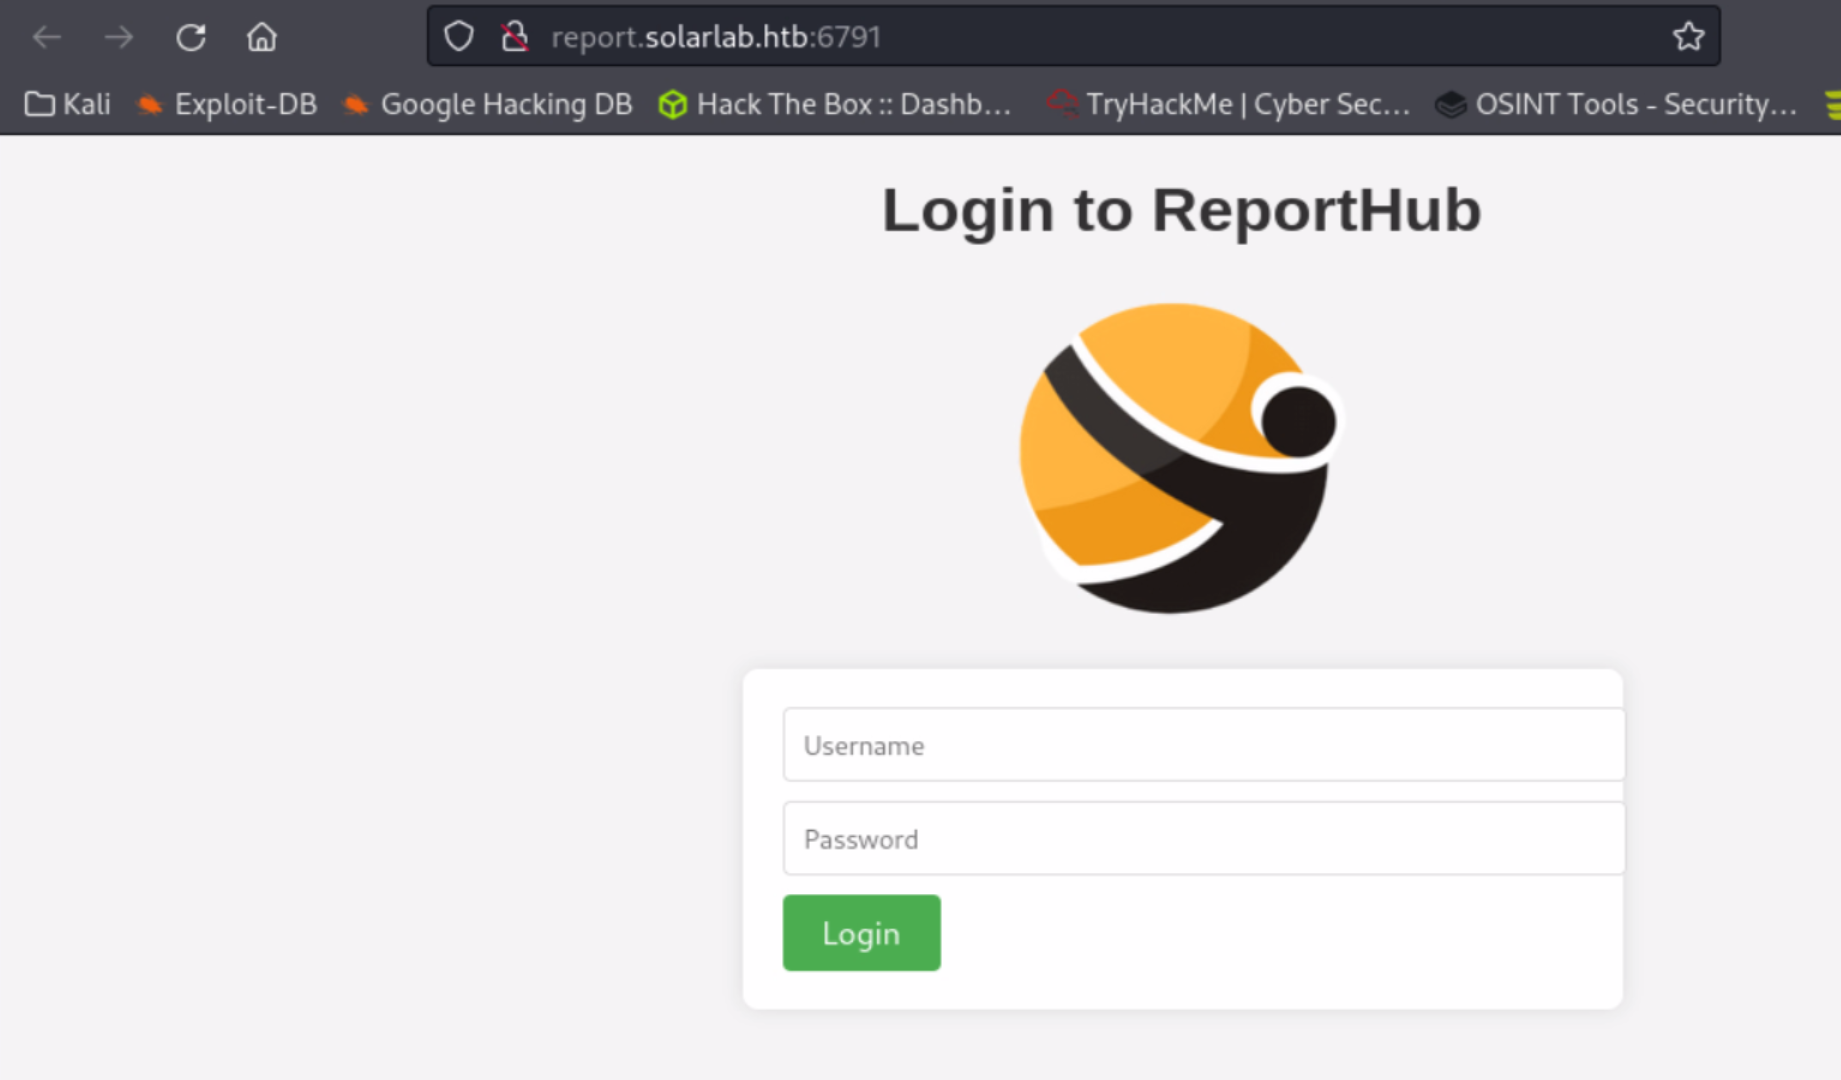 report.solarlab.htb:6791
Kali Exploit-DB Google Hacking DB Hack The Box :: Dashb… TryHackMe | Cyber Sec… OSINT Tools - Security…
Login to ReportHub
Username
Password
Login